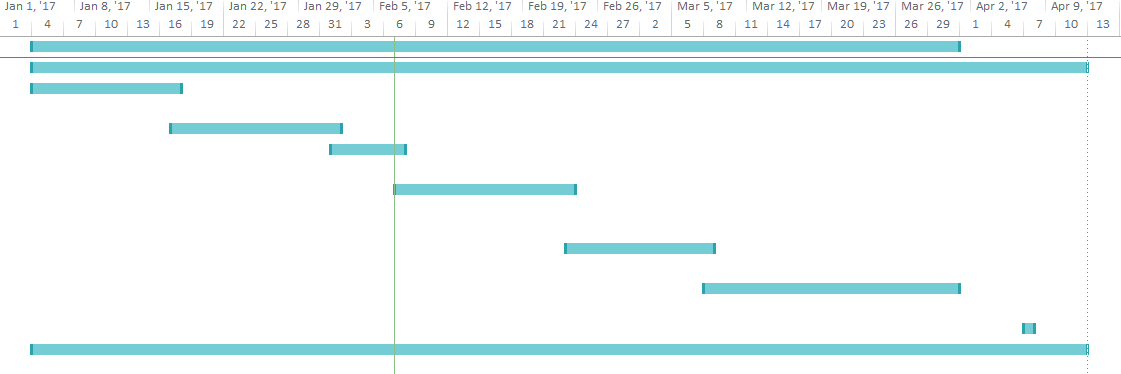 Jan 1, '17 Jan 8, '17 Jan 15, '17 Jan 22, '17 Jan 29, '17 Feb 5, '17 Feb 12, '17 Feb 19, '17 Feb 26, '17 Mar 5, '17 Mar 12, '17 Mar 19, '17 Mar 26, '17 Apr 2, '17 Apr 9, '17
1 4 7 10 13 16 19 22 25 28 31 3 6 9 12 15 18 21 24 27 2 5 8 11 14 17 20 23 26 29 1 4 7 10 13